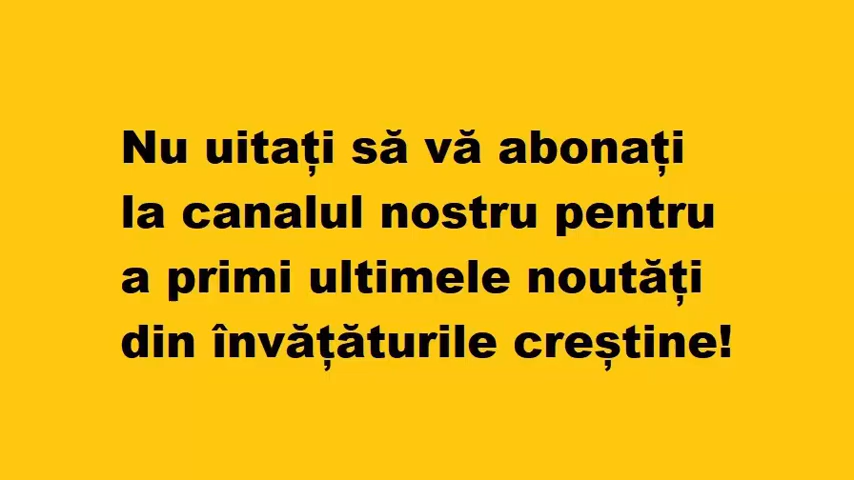 Nu uitați să vă abonați
la canalul nostru pentru
a primi ultimele noutăți
din învățăturile creștine!